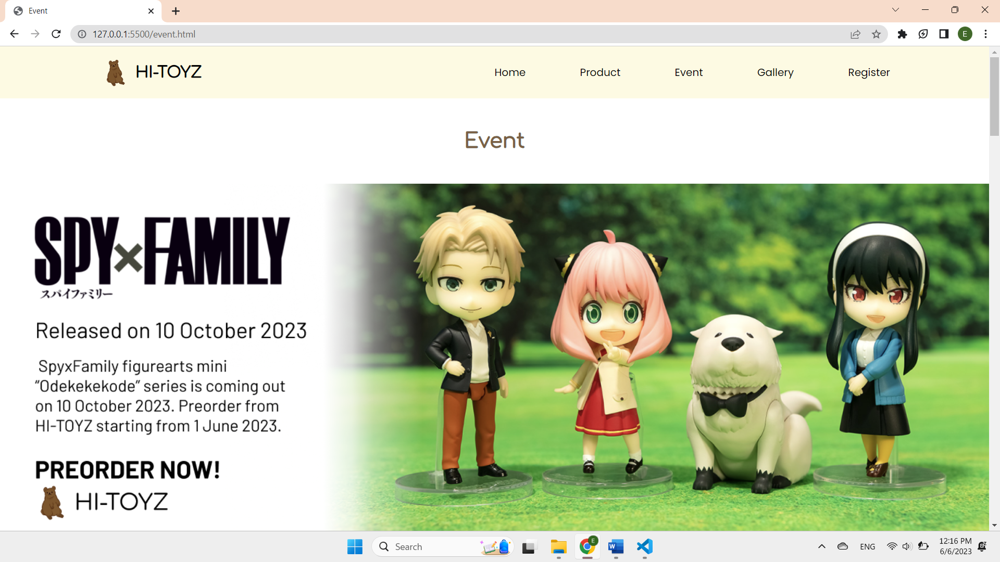 Event
127.0.0.1:5500/event.html
E
HI-TOYZ
Home
Product
Event
Gallery
Register
Event
SPY×FAMILY
スパイファミリー
Released on 10 October 2023
SpyxFamily figurearts mini
“Odekekekode” series is coming out
on 10 October 2023. Preorder from
HI-TOYZ starting from 1 June 2023.
PREORDER NOW!
HI-TOYZ
Search
E
W
ENG
12:16 PM
6/6/2023